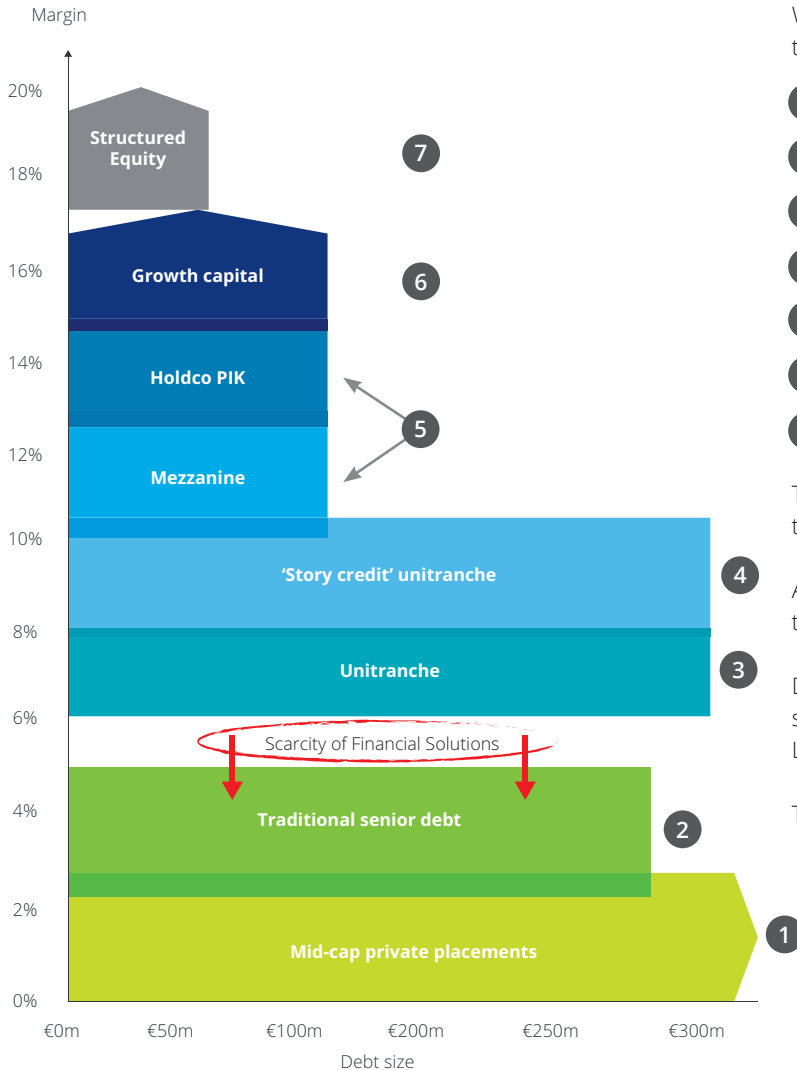 Margin
20%
Structured
Equity
7
18%
Growth capital
16%
6
14%
Holdco PIK
5
12%
Mezzanine
10%
‘Story credit’ unitranche
4
8%
Unitranche
3
6%
Scarcity of Financial Solutions
4%
Traditional senior debt
2
2%
Mid-cap private placements
1
0%
€0m €50m €100m €200m €250m €300m
Debt size